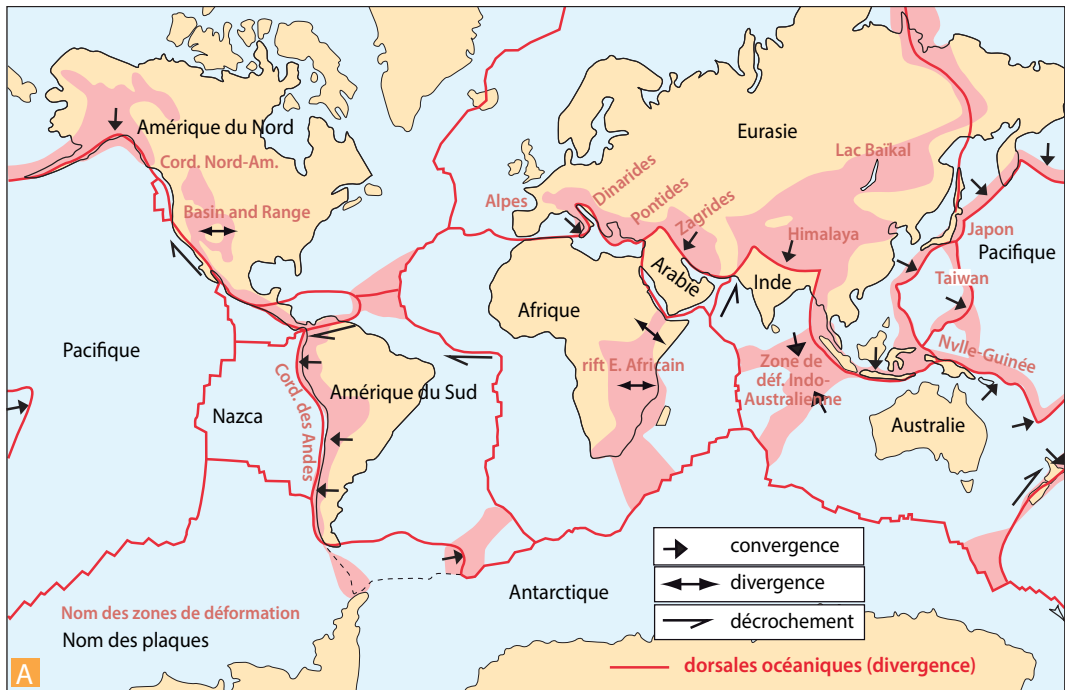 Amérique du Nord
Cord. Nord-Am.
Basin and Range
Eurasie
Lac Baïkal
Alpes
Dinarides
Pontides
Zagrides
Himalaya
Japon
Pacifique
Arabie
Inde
Taiwan
Afrique
Pacifique
Nazca
Cord. des Andes
Amérique du Sud
rift E. Africain
Zone de
déf. Indo-
Australienne
Nvlle-Guinée
Australie
convergence
divergence
décrochement
Antarctique
Nom des zones de déformation
Nom des plaques
dorsales océaniques (divergence)
A